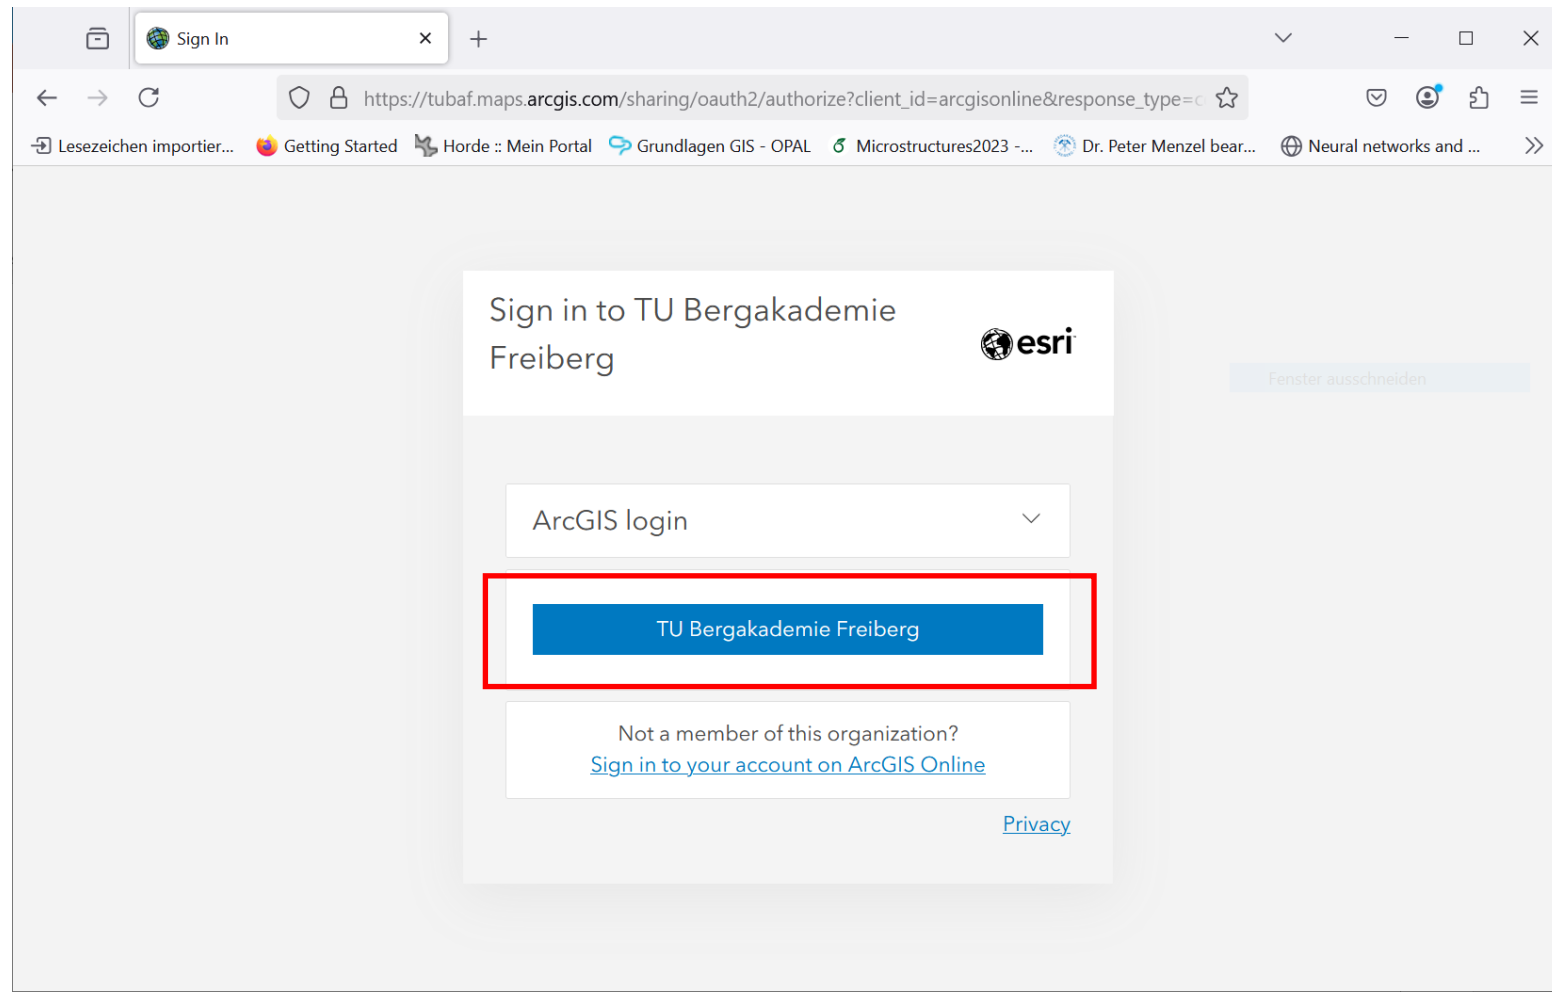 Sign In
https://tubaf.maps.arcgis.com/sharing/oauth2/authorize?client_id=arcgisonline&response_type=c
Lesezeichen importier... Getting Started Horde :: Mein Portal Grundlagen GIS - OPAL Microstructures2023 -... Dr. Peter Menzel bear... Neural networks and ...
Sign in to TU Bergakademie
Freiberg
esri
Fenster ausschneiden
ArcGIS login
TU Bergakademie Freiberg
Not a member of this organization?
Sign in to your account on ArcGIS Online
Privacy